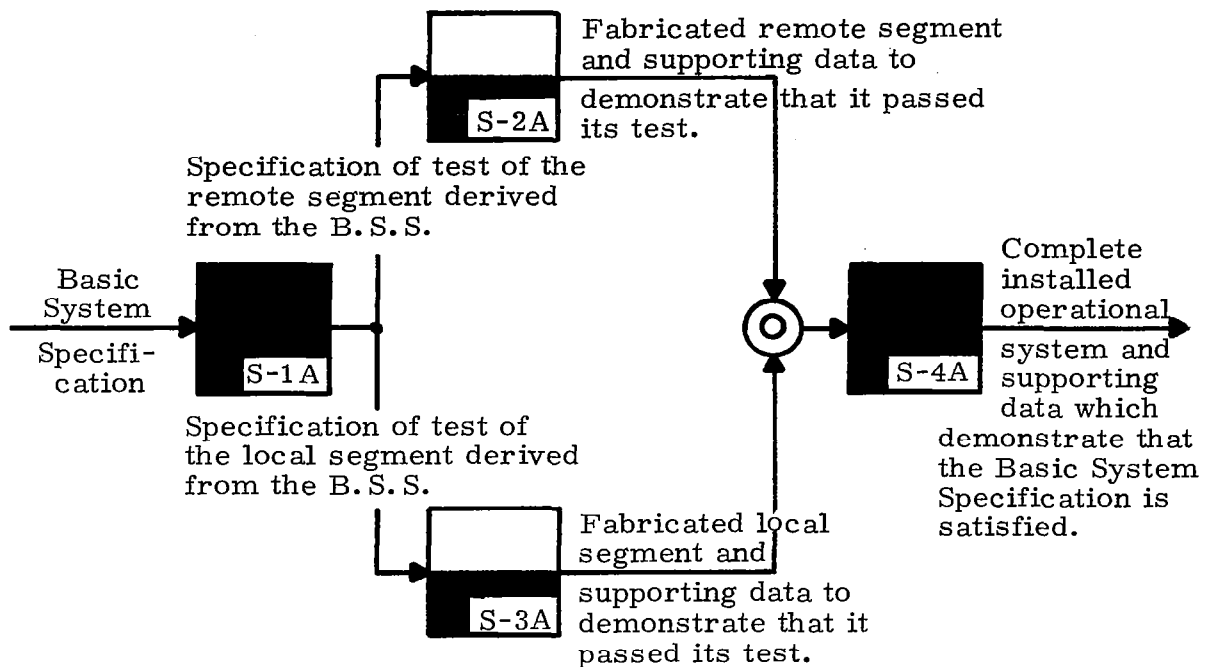 Fabricated remote segment
and supporting data to
demonstrate that it passed
its test.
S-2A
Specification of test of the
remote segment derived
from the B.S.S.
Basic
System
Specifi-
cation
S-1A
Specification of test of
the local segment derived
from the B.S.S.
Fabricated local
segment and
supporting data to
demonstrate that it
passed its test.
S-3A
S-4A
Complete
installed
operational
system and
supporting
data which
demonstrate that
the Basic System
Specification is
satisfied.